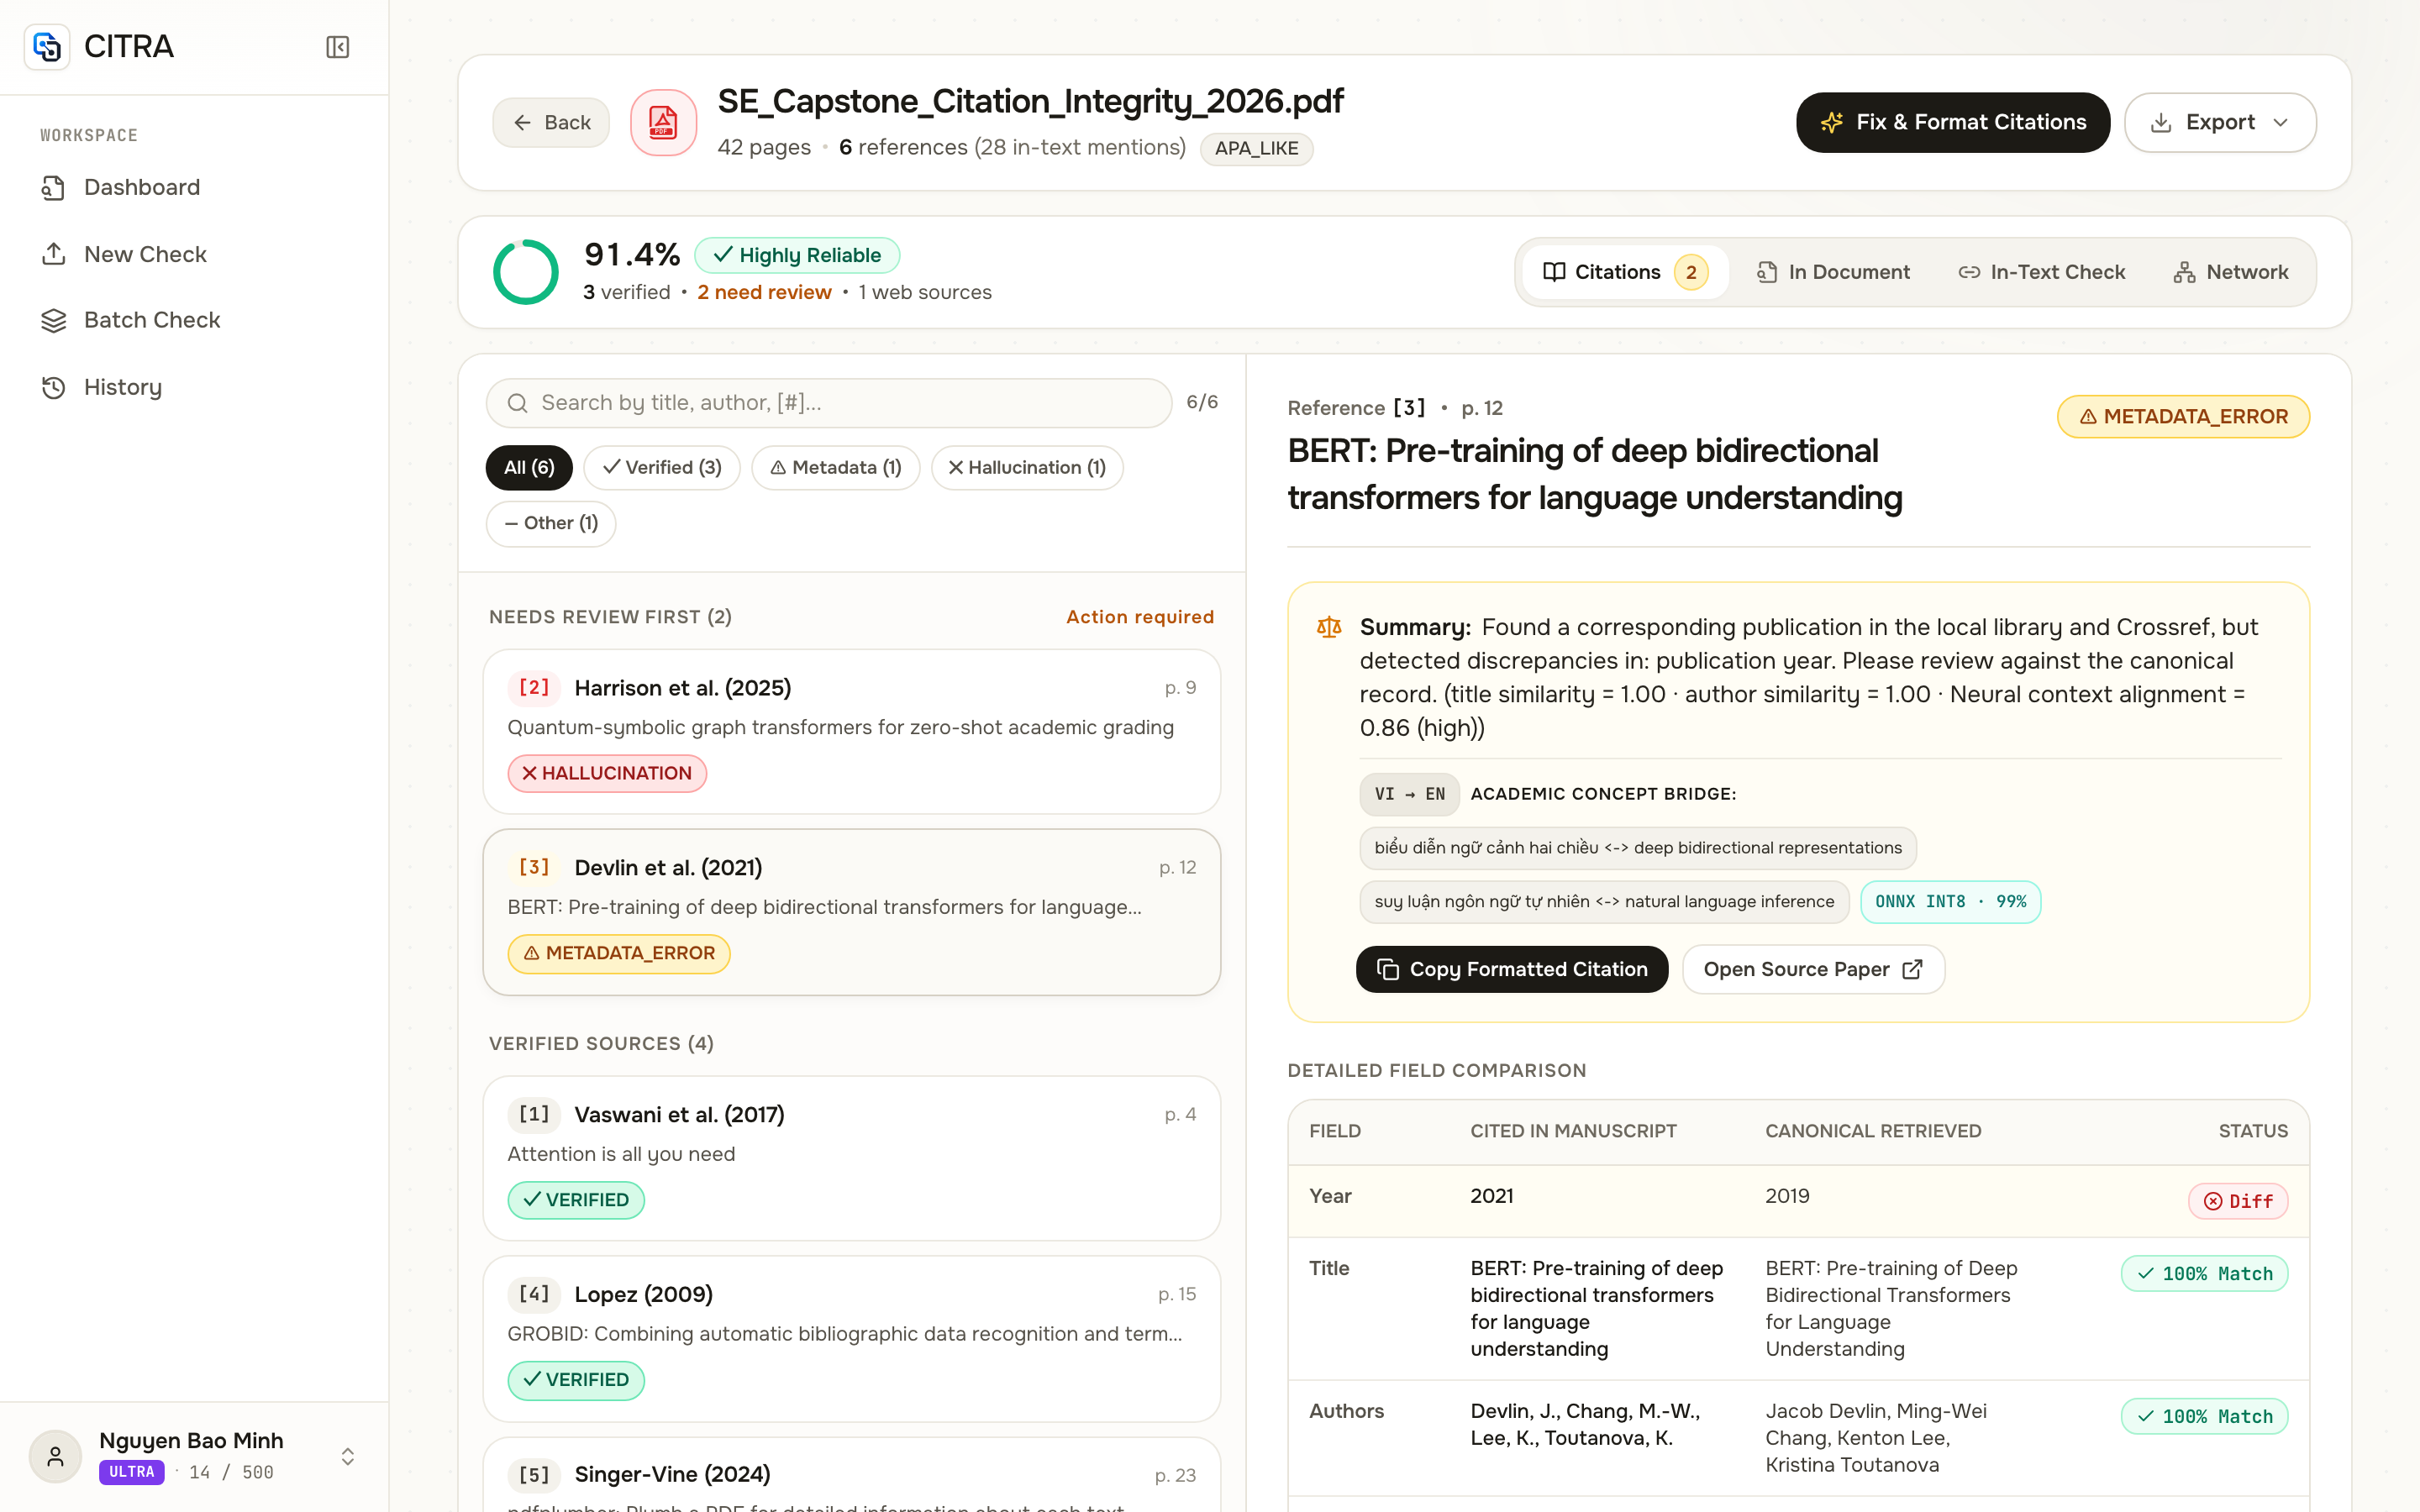 CITRA
WORKSPACE
Dashboard
New Check
Batch Check
History
Nguyen Bao Minh
ULTRA · 14 / 500
Back
PDF
SE_Capstone_Citation_Integrity_2026.pdf
42 pages • 6 references (28 in-text mentions) APA_LIKE
Fix & Format Citations
Export
91.4% Highly Reliable
3 verified • 2 need review • 1 web sources
Citations 2
In Document
In-Text Check
Network
Search by title, author, [#]...
6/6
All (6)
Verified (3)
Metadata (1)
Hallucination (1)
– Other (1)
NEEDS REVIEW FIRST (2)
Action required
[2] Harrison et al. (2025) p. 9
Quantum-symbolic graph transformers for zero-shot academic grading
HALLUCINATION
[3] Devlin et al. (2021) p. 12
BERT: Pre-training of deep bidirectional transformers for language...
METADATA_ERROR
VERIFIED SOURCES (4)
[1] Vaswani et al. (2017) p. 4
Attention is all you need
VERIFIED
[4] Lopez (2009) p. 15
GROBID: Combining automatic bibliographic data recognition and term...
VERIFIED
[5] Singer-Vine (2024) p. 23
pdfplumber: Plumb a PDF for detailed information about each text
Reference [3] • p. 12
METADATA_ERROR
BERT: Pre-training of deep bidirectional
transformers for language understanding
Summary: Found a corresponding publication in the local library and Crossref, but
detected discrepancies in: publication year. Please review against the canonical
record. (title similarity = 1.00 · author similarity = 1.00 · Neural context alignment =
0.86 (high))
VI → EN ACADEMIC CONCEPT BRIDGE:
biểu diễn ngữ cảnh hai chiều <-> deep bidirectional representations
suy luận ngôn ngữ tự nhiên <-> natural language inference
ONNX INT8 · 99%
Copy Formatted Citation
Open Source Paper
DETAILED FIELD COMPARISON
FIELD CITED IN MANUSCRIPT CANONICAL RETRIEVED STATUS
Year 2021 2019 Diff
Title
BERT: Pre-training of deep
bidirectional transformers
for language
understanding
BERT: Pre-training of Deep
Bidirectional Transformers
for Language
Understanding
100% Match
Authors
Devlin, J., Chang, M.-W.,
Lee, K., Toutanova, K.
Jacob Devlin, Ming-Wei
Chang, Kenton Lee,
Kristina Toutanova
100% Match